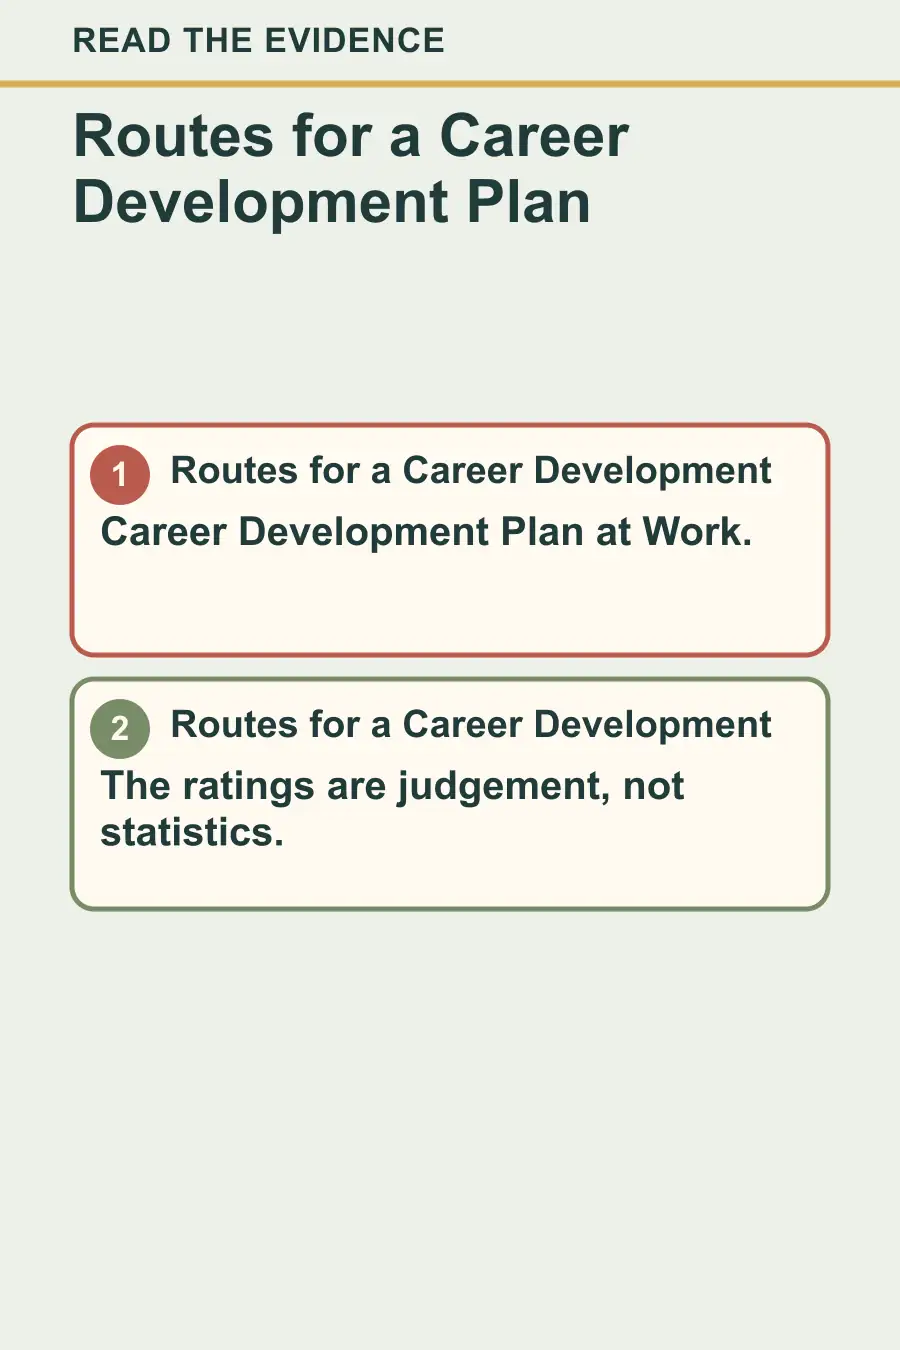 READ THE EVIDENCE
Routes for a Career
Development Plan
1 Routes for a Career Development
Career Development Plan at Work.
2 Routes for a Career Development
The ratings are judgement, not
statistics.